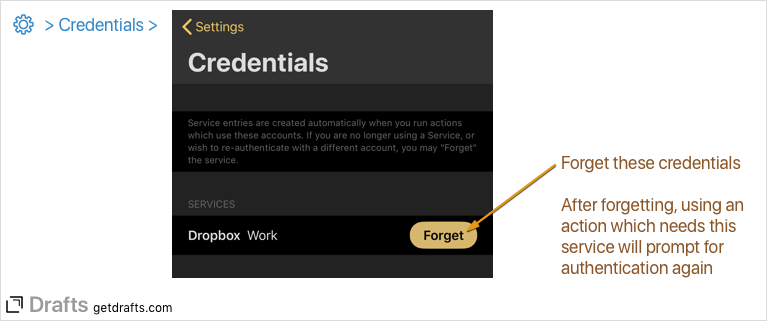 > Credentials >
Settings
Credentials
Service entries are created automatically when you run actions
which use these accounts. If you are no longer using a Service, or
wish to re-authenticate with a different account, you may "Forget"
the service.
SERVICES
Dropbox Work
Forget
Forget these credentials
After forgetting, using an
action which needs this
service will prompt for
authentication again
Drafts getdrafts.com